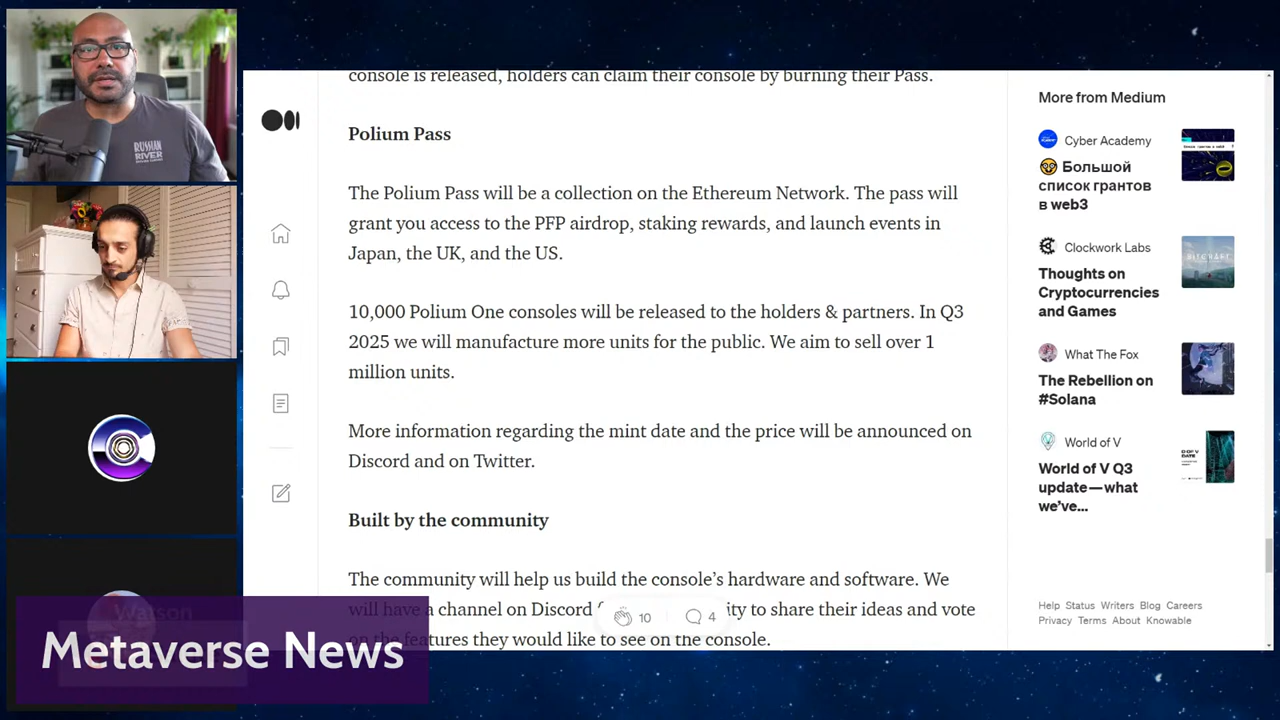 console is released, holders can claim their console by burning their Pass.
Polium Pass
The Polium Pass will be a collection on the Ethereum Network. The pass will
grant you access to the PFP airdrop, staking rewards, and launch events in
Japan, the UK, and the US.
10,000 Polium One consoles will be released to the holders & partners. In Q3
2025 we will manufacture more units for the public. We aim to sell over 1
million units.
More information regarding the mint date and the price will be announced on
Discord and on Twitter.
Built by the community
The community will help us build the console's hardware and software. We
will have a channel on Discord ity to share their ideas and vote
on the features they would like to see on the console.
10 4
More from Medium
Cyber Academy
🤓 Большой
список грантов
в web3
Clockwork Labs
Thoughts on
Cryptocurrencies
and Games
What The Fox
The Rebellion on
#Solana
World of V
World of V Q3
update—what
we've...
Help Status Writers Blog Careers
Privacy Terms About Knowable
RUSSIAN
RIVER
Watson
Metaverse News